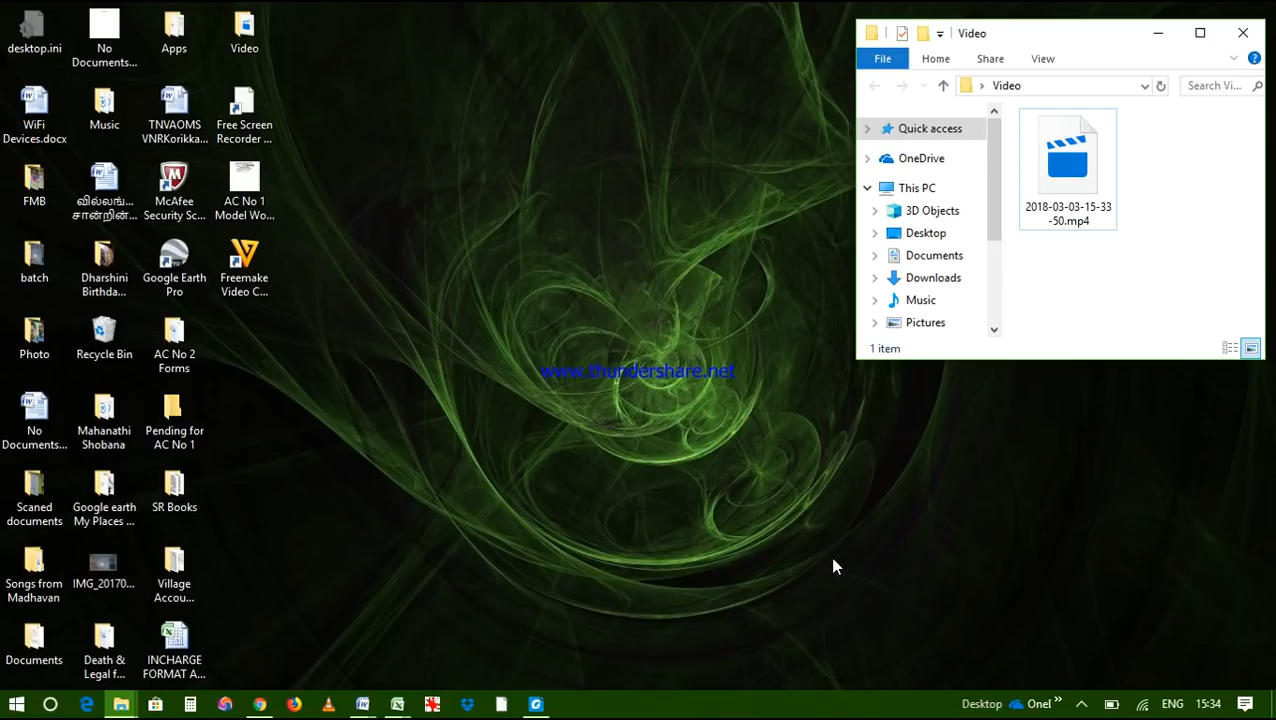 desktop.ini
No
Documents...
Apps
Video
WiFi
Devices.docx
Music
TNVAOMS
VNRKorikka...
Free Screen
Recorder ...
FMB
வில்லங்...
சான்றின்...
McAfee
Security Sc...
AC No 1
Model Wo...
batch
Dharshini
Birthda...
Google Earth
Pro
Freemake
Video C...
Photo
Recycle Bin
AC No 2
Forms
No
Documents...
Mahanathi
Shobana
Pending for
AC No 1
Scaned
documents
Google earth
My Places ...
SR Books
Songs from
Madhavan
IMG_20170...
Village
Accou...
Documents
Death &
Legal f...
INCHARGE
FORMAT A...
www.thundershare.net
Video
File
Home
Share
View
Video
Search Vi...
Quick access
OneDrive
This PC
3D Objects
Desktop
Documents
Downloads
Music
Pictures
2018-03-03-15-33
-50.mp4
1 item
Desktop
Onel
ENG
15:34